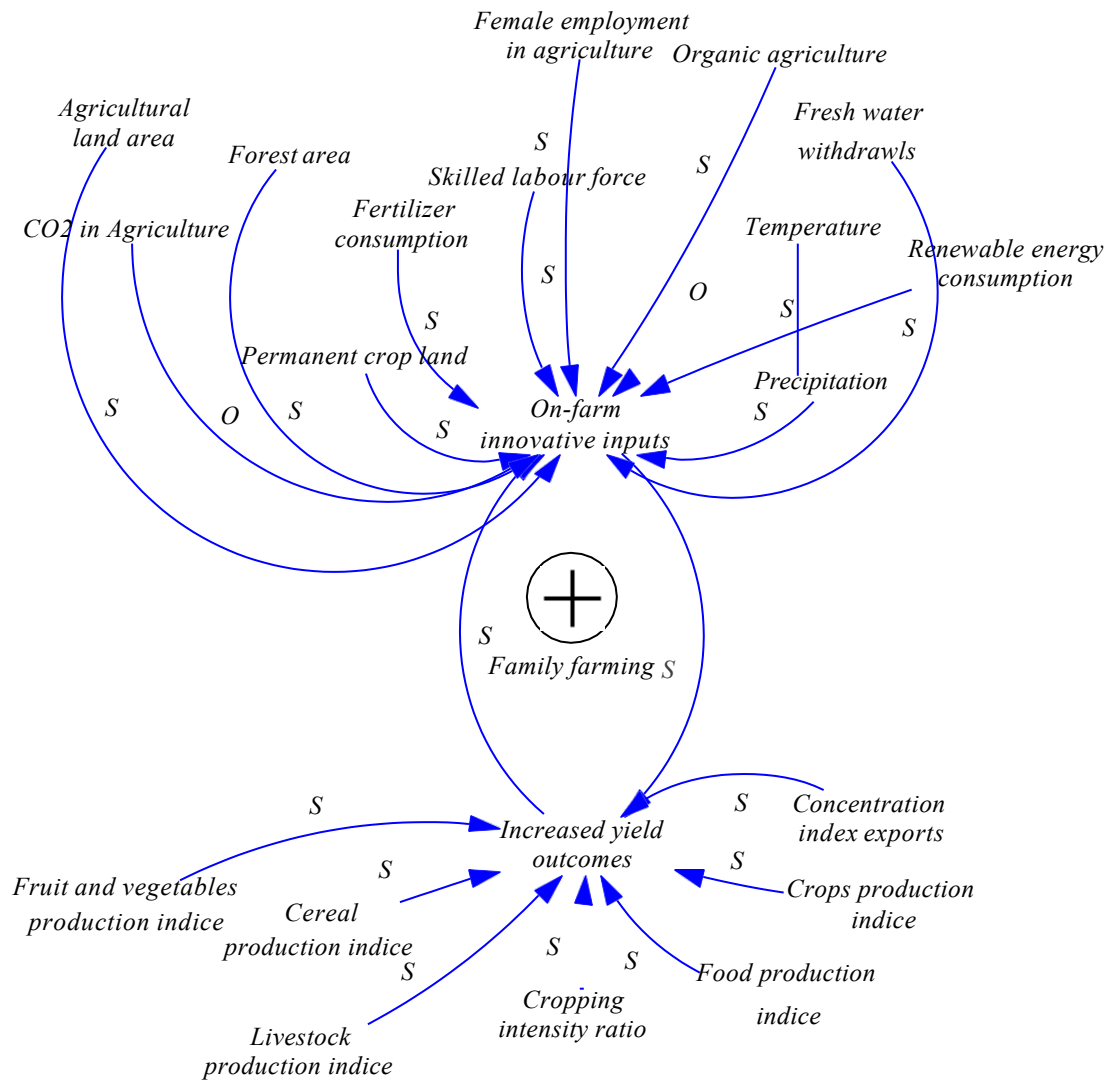 Female employment
in agriculture
Organic agriculture
Agricultural
land area
Fresh water
withdrawls
Forest area
S
S
Skilled labour force
CO2 in Agriculture
Fertilizer
consumption
Temperature
Renewable energy
consumption
S
O
S
S
S
Permanent crop land
Precipitation
S
O
S
S
S
On-farm
innovative inputs
S
Family farming S
S
S
Concentration
index exports
Increased yield
outcomes
S
S
Fruit and vegetables
production indice
Crops production
indice
Cereal
production indice
S
S
S
Food production
indice
Cropping
intensity ratio
Livestock
production indice